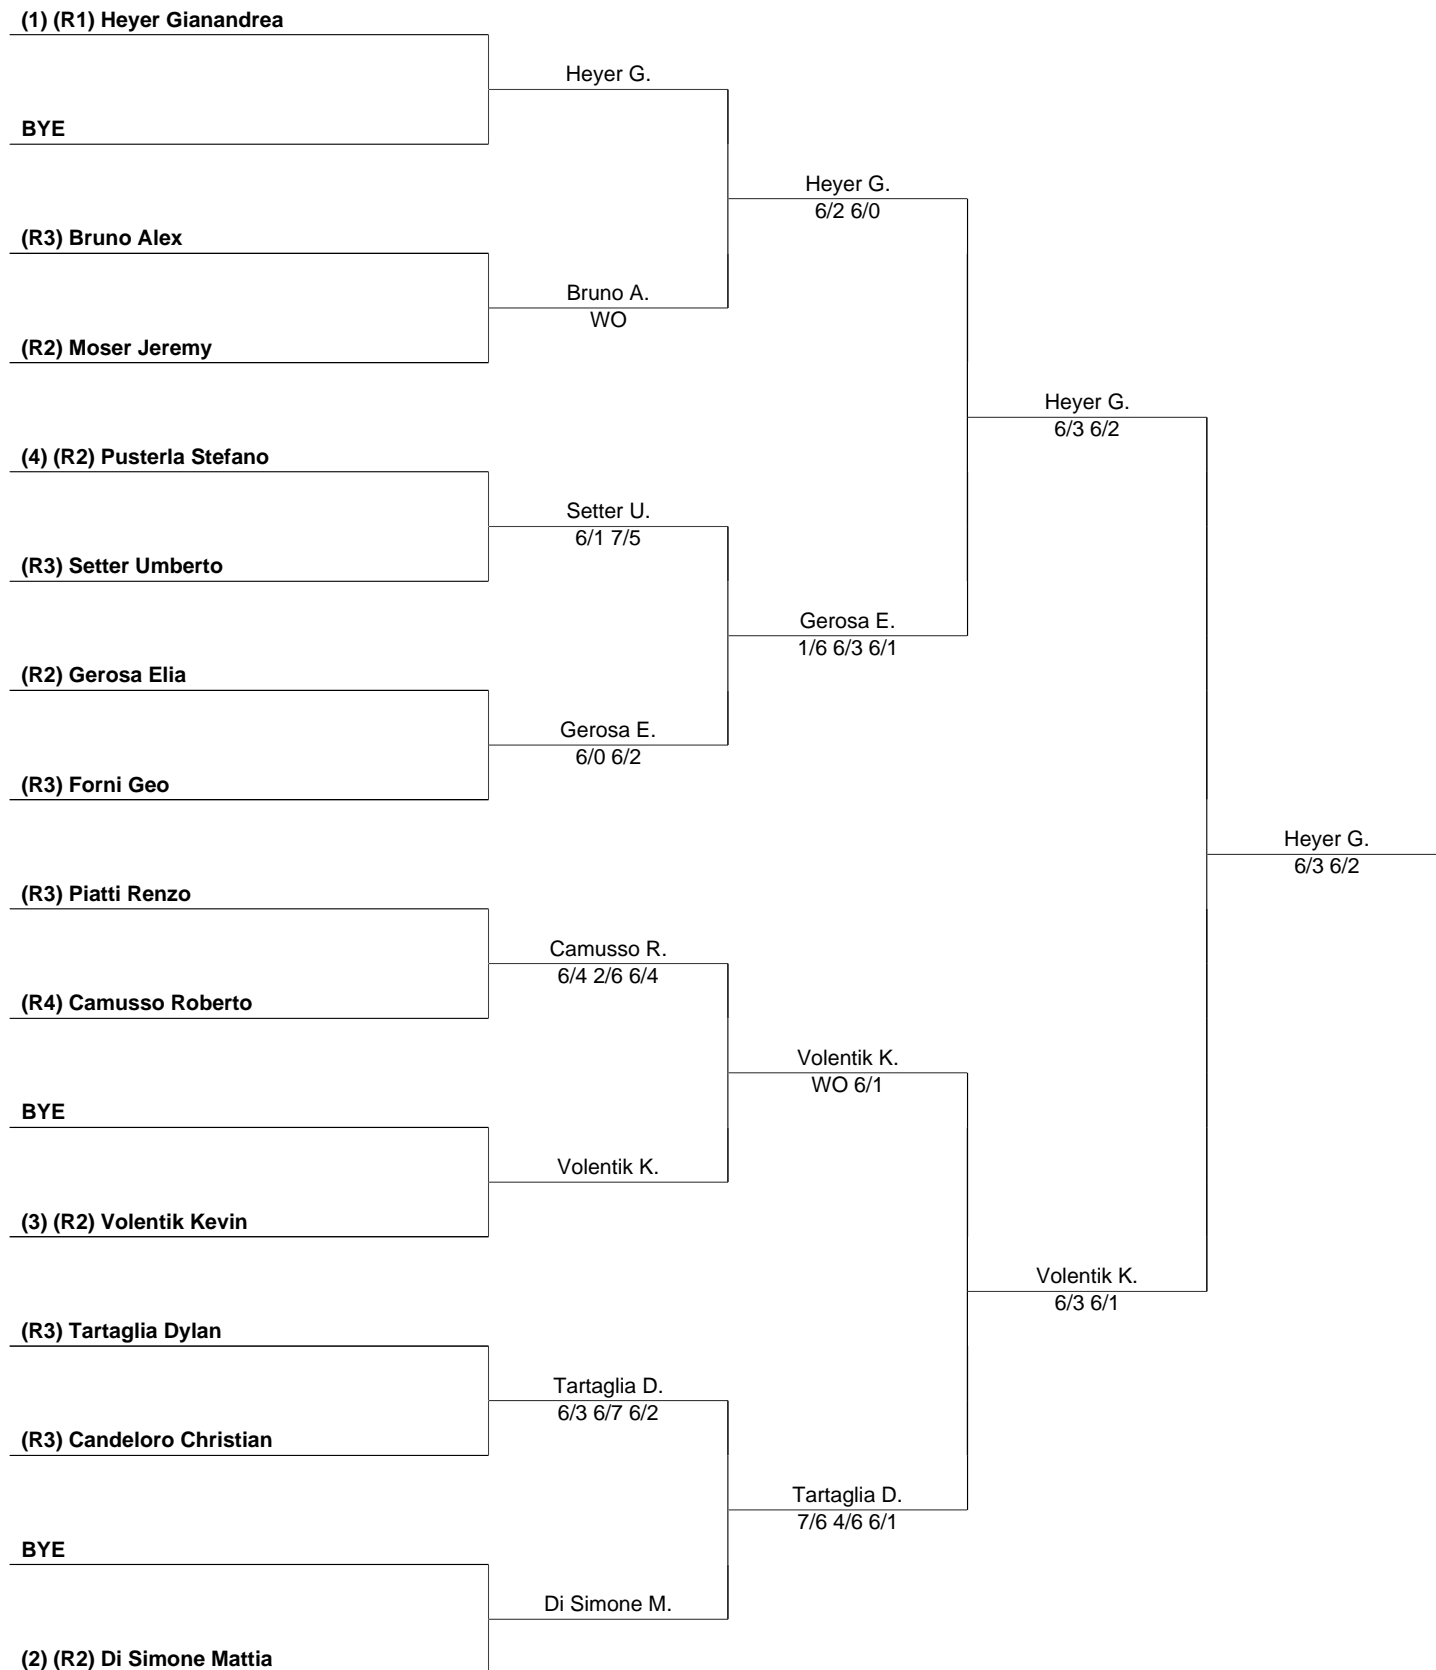 (1) (R1) Heyer Gianandrea
Heyer G.
BYE
Heyer G.
6/2 6/0
(R3) Bruno Alex
Bruno A.
WO
(R2) Moser Jeremy
Heyer G.
6/3 6/2
(4) (R2) Pusterla Stefano
Setter U.
6/1 7/5
(R3) Setter Umberto
Gerosa E.
1/6 6/3 6/1
(R2) Gerosa Elia
Gerosa E.
6/0 6/2
(R3) Forni Geo
Heyer G.
6/3 6/2
(R3) Piatti Renzo
Camusso R.
6/4 2/6 6/4
(R4) Camusso Roberto
Volentik K.
WO 6/1
BYE
Volentik K.
(3) (R2) Volentik Kevin
Volentik K.
6/3 6/1
(R3) Tartaglia Dylan
Tartaglia D.
6/3 6/7 6/2
(R3) Candeloro Christian
Tartaglia D.
7/6 4/6 6/1
BYE
Di Simone M.
(2) (R2) Di Simone Mattia